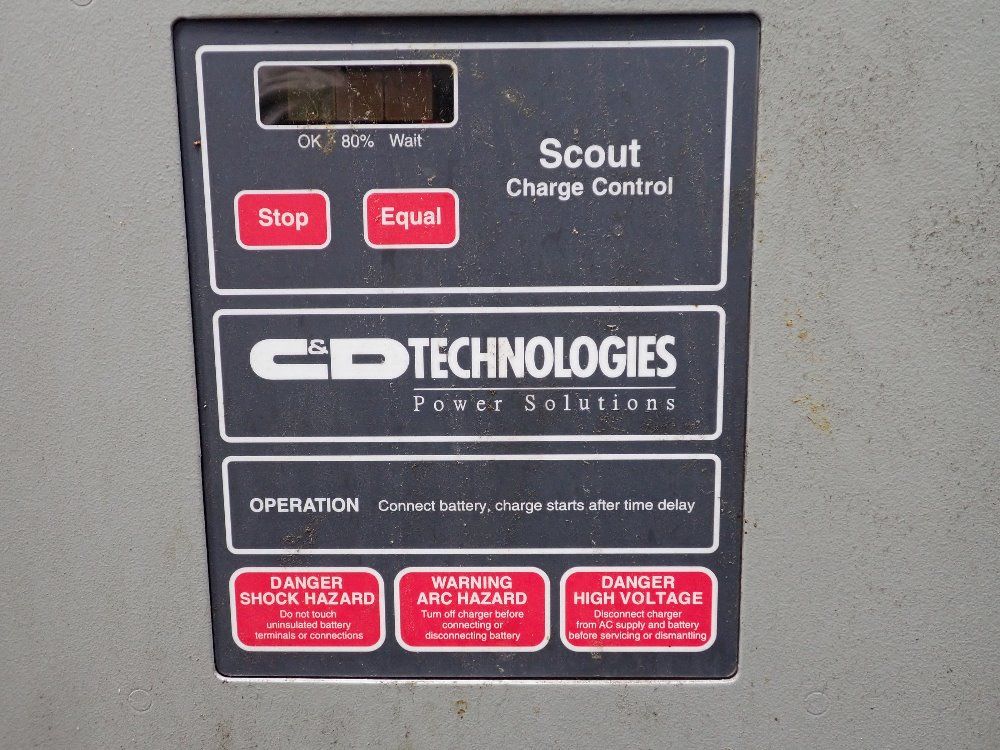 OK 80% Wait
Scout
Charge Control
Stop Equal
C&D TECHNOLOGIES
Power Solutions
OPERATION Connect battery, charge starts after time delay
DANGER
SHOCK HAZARD
Do not touch
uninsulated battery
terminals or connections
WARNING
ARC HAZARD
Turn off charger before
connecting or
disconnecting battery
DANGER
HIGH VOLTAGE
Disconnect charger
from AC supply and battery
before servicing or dismantling